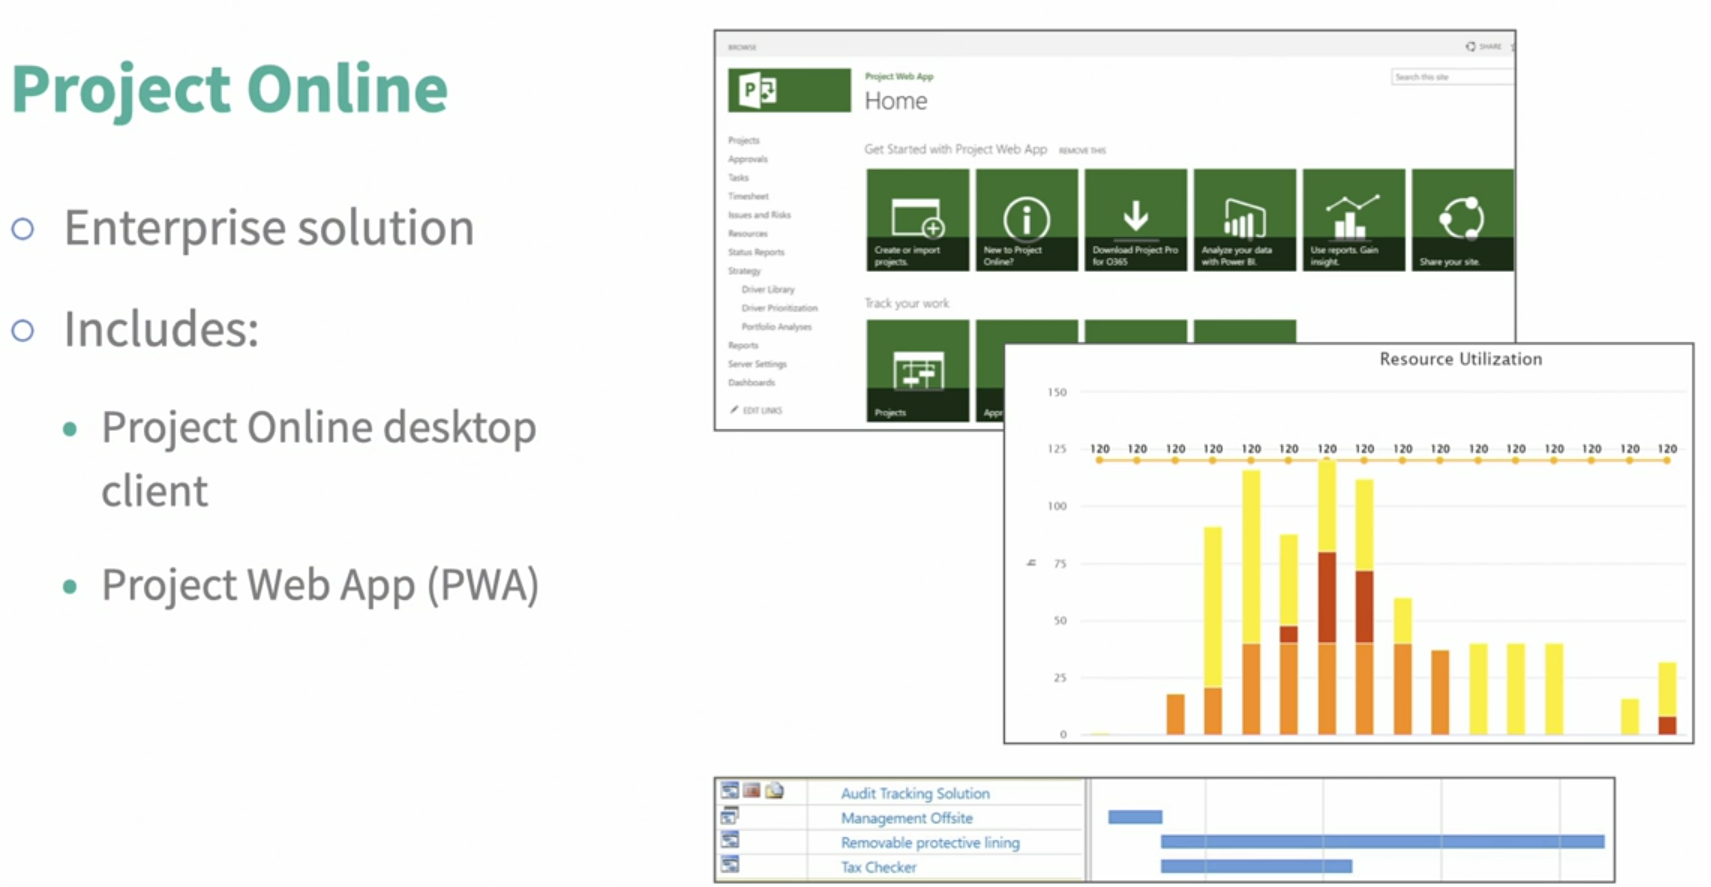 Project Online
Enterprise solution
Includes:
Project Online desktop
client
Project Web App (PWA)
BROWSE
SHARE
Project Web App
Home
Search this site
Projects
Approvals
Tasks
Timesheet
Issues and Risks
Resources
Status Reports
Strategy
Driver Library
Driver Prioritization
Portfolio Analyses
Reports
Server Settings
Dashboards
EDIT LINKS
Get Started with Project Web App REMOVE THIS
Create or import
projects.
New to Project
Online?
Download Project Pro
for O365
Analyze your data
with Power BI.
Use reports. Gain
insight.
Share your site.
Track your work
Projects
Appr
Resource Utilization
150
125
100
75
50
25
0
h
120 120 120 120 120 120 120 120 120 120 120 120 120 120 120 120
Audit Tracking Solution
Management Offsite
Removable protective lining
Tax Checker